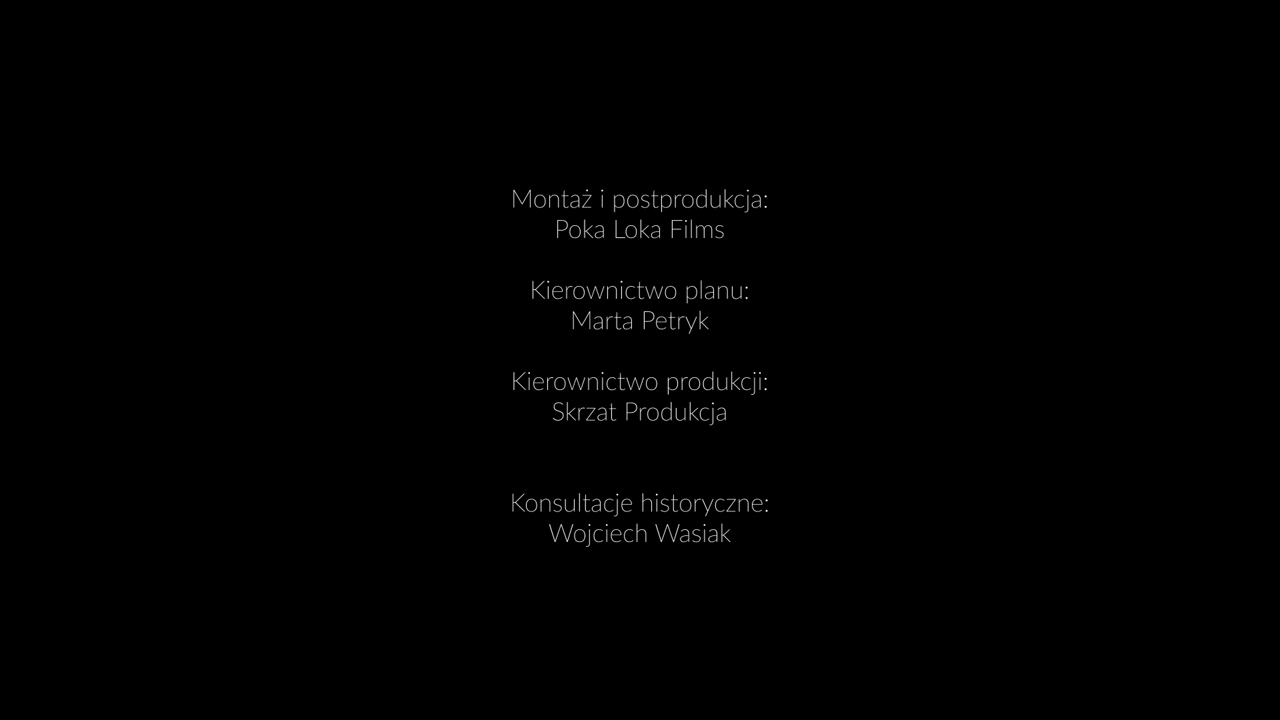 Montaż i postprodukcja:
Poka Loka Films
Kierownictwo planu:
Marta Petryk
Kierownictwo produkcji:
Skrzat Produkcja
Konsultacje historyczne:
Wojciech Wasiak